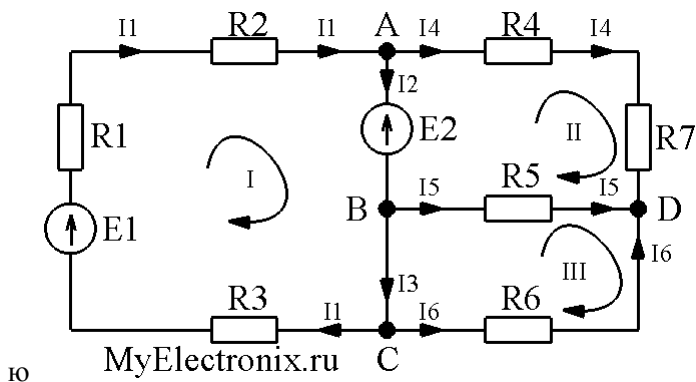 I1 R2 I1 A I4 R4 I4
I2
R1 E2 II R7
I
B I5 R5 I5 D
E1
III I6
I3
R3 I1 I6 R6
ю MyElectronix.ru C